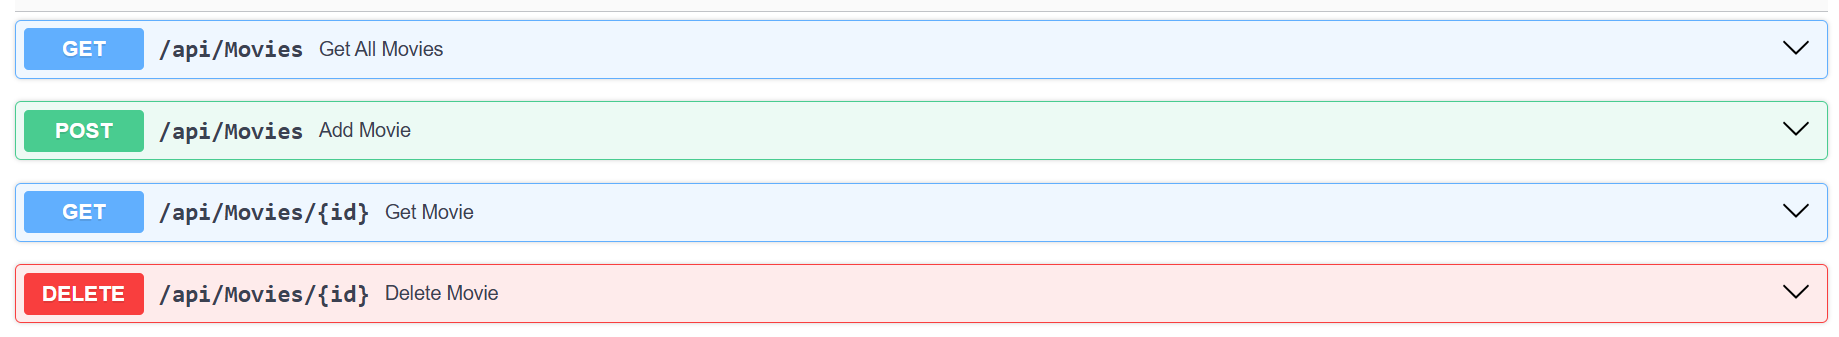 GET /api/Movies Get All Movies
POST /api/Movies Add Movie
GET /api/Movies/{id} Get Movie
DELETE /api/Movies/{id} Delete Movie